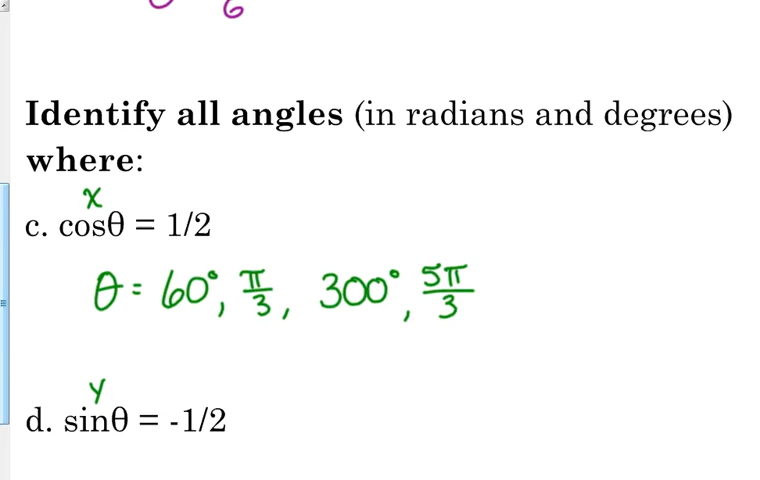 6
Identify all angles (in radians and degrees)
where:
x
c. cosθ = 1/2
θ = 60°, π/3, 300°, 5π/3
y
d. sinθ = -1/2